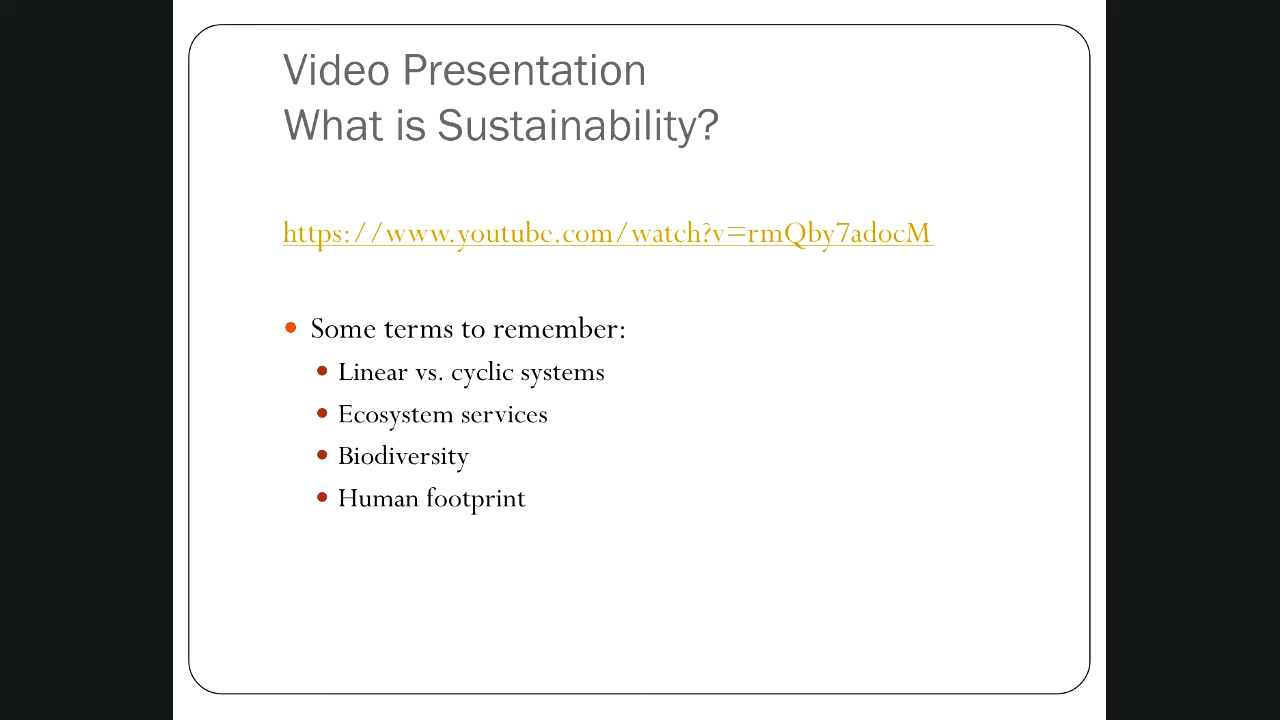 Video Presentation
What is Sustainability?
https://www.youtube.com/watch?v=rmQby7adocM
Some terms to remember:
Linear vs. cyclic systems
Ecosystem services
Biodiversity
Human footprint